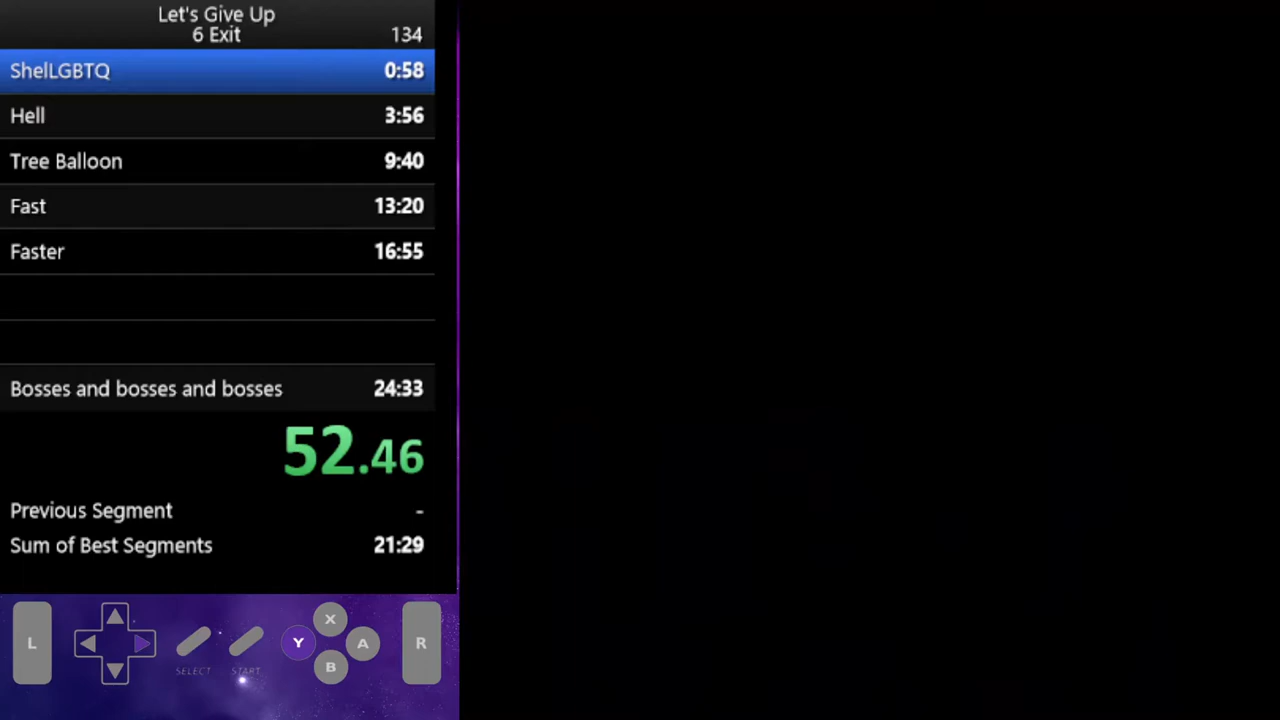 Let's Give Up
6 Exit 134
ShelLGBTQ 0:58
Hell 3:56
Tree Balloon 9:40
Fast 13:20
Faster 16:55
Bosses and bosses and bosses 24:33
52.46
Previous Segment -
Sum of Best Segments 21:29
L SELECT START X Y A B R